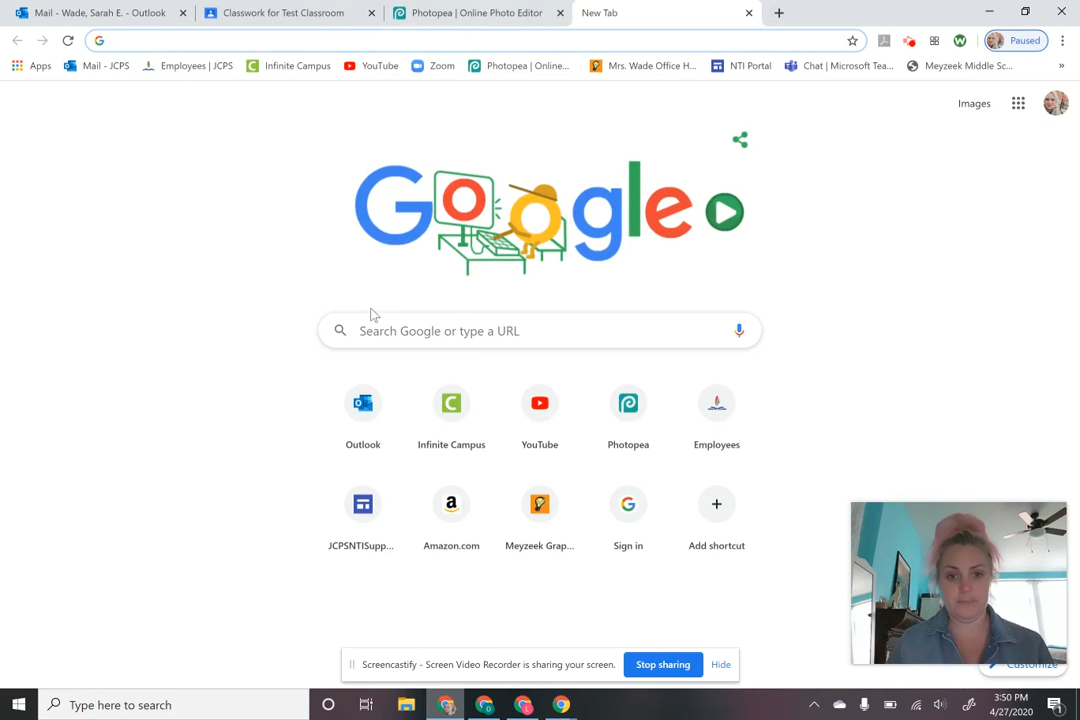 Mail - Wade, Sarah E. - Outlook
Classwork for Test Classroom
Photopea | Online Photo Editor
New Tab
Paused
Apps
Mail - JCPS
Employees | JCPS
Infinite Campus
YouTube
Zoom
Photopea | Online...
Mrs. Wade Office H...
NTI Portal
Chat | Microsoft Tea...
Meyzeek Middle Sc...
»
Images
Google
Search Google or type a URL
Outlook
Infinite Campus
YouTube
Photopea
Employees
JCPSNTISupp...
Amazon.com
Meyzeek Grap...
Sign in
Add shortcut
Screencastify - Screen Video Recorder is sharing your screen.
Stop sharing
Hide
Customize
Type here to search
3:50 PM
4/27/2020